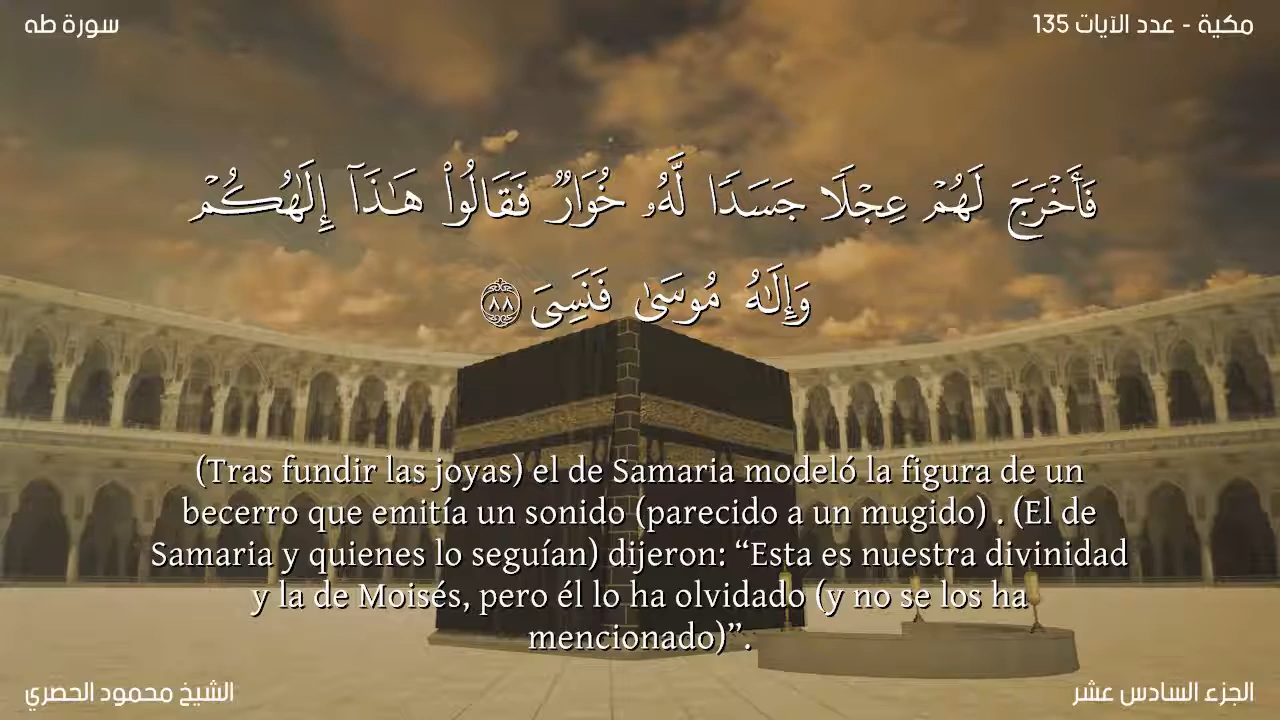 سورة طه
مكية - عدد الآيات 135
فَأَخْرَجَ لَهُمْ عِجْلًا جَسَدًا لَّهُۥ خُوَارٌ فَقَالُوا۟ هَـٰذَآ إِلَـٰهُكُمْ
وَإِلَـٰهُ مُوسَىٰ فَنَسِىَ ٨٨
(Tras fundir las joyas) el de Samaria modeló la figura de un
becerro que emitía un sonido (parecido a un mugido) . (El de
Samaria y quienes lo seguían) dijeron: “Esta es nuestra divinidad
y la de Moisés, pero él lo ha olvidado (y no se los ha
mencionado)”.
الشيخ محمود الحصري
الجزء السادس عشر